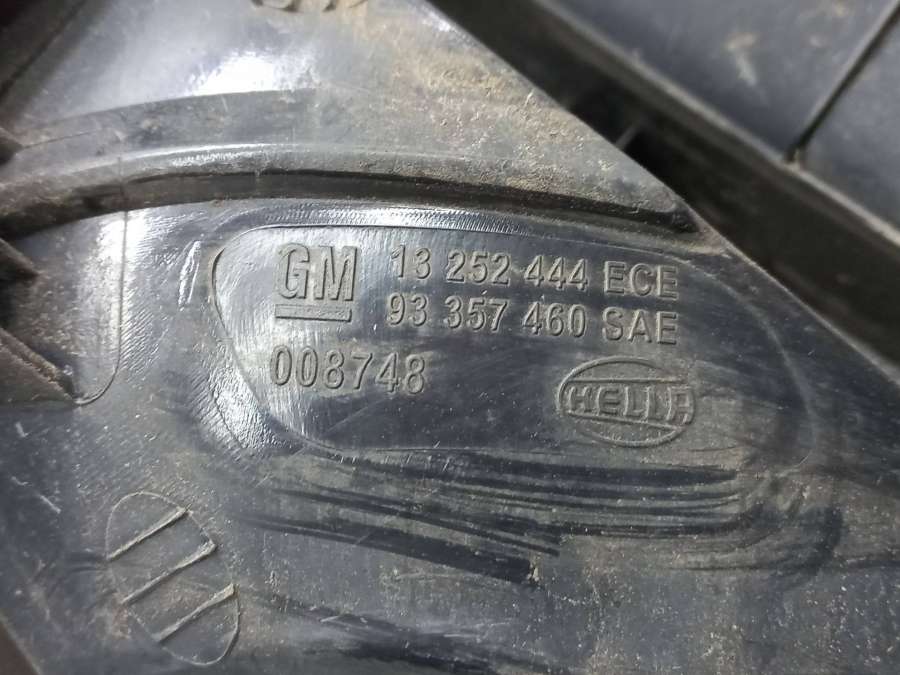 GM 13 252 444 ECE
93 357 460 SAE
008748
HELLA